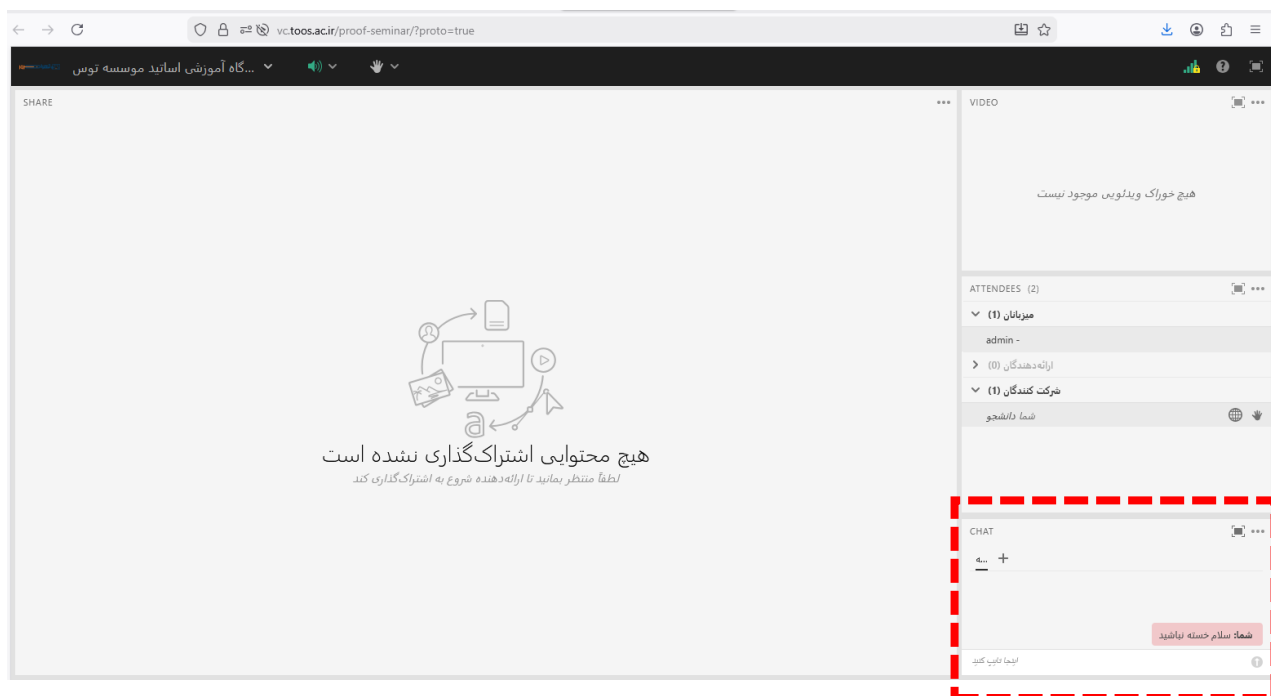 vc.toos.ac.ir/proof-seminar/?proto=true
...گاه آموزشی اساتید موسسه توس
SHARE
هیچ محتوایی اشتراک‌گذاری نشده است
لطفاً منتظر بمانید تا ارائه‌دهنده شروع به اشتراک‌گذاری کند
VIDEO
هیچ خوراک ویدئویی موجود نیست
ATTENDEES (2)
میزبانان (1)
admin -
ارائه‌دهندگان (0)
شرکت کنندگان (1)
شما دانشجو
CHAT
ـه...
شما: سلام خسته نباشید
اینجا تایپ کنید